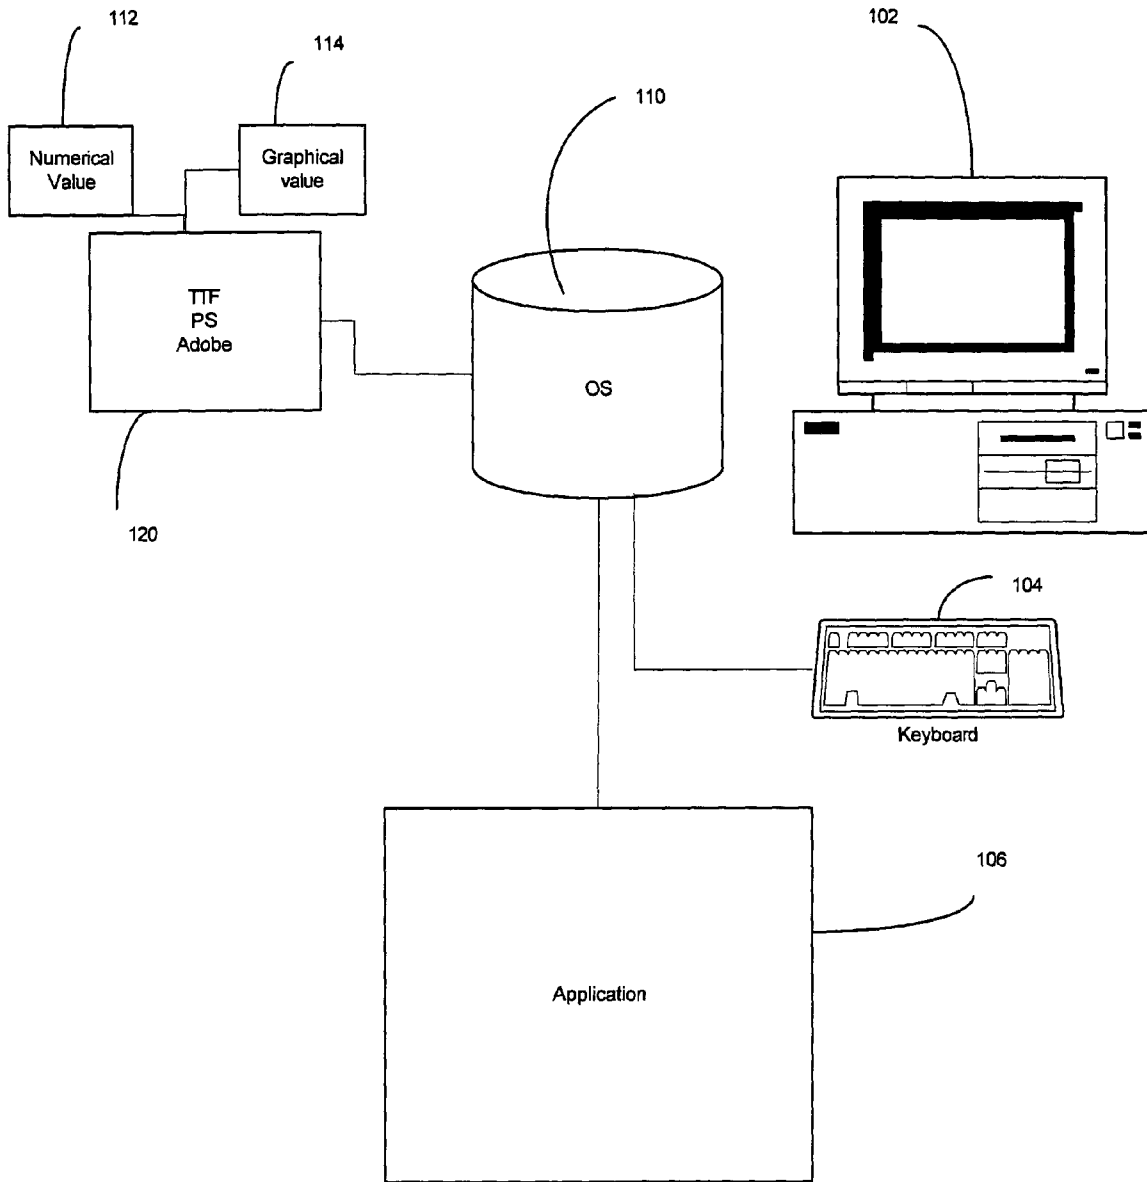 112
114
102
110
Numerical
Value
Graphical
value
TTF
PS
Adobe
OS
120
104
Keyboard
106
Application